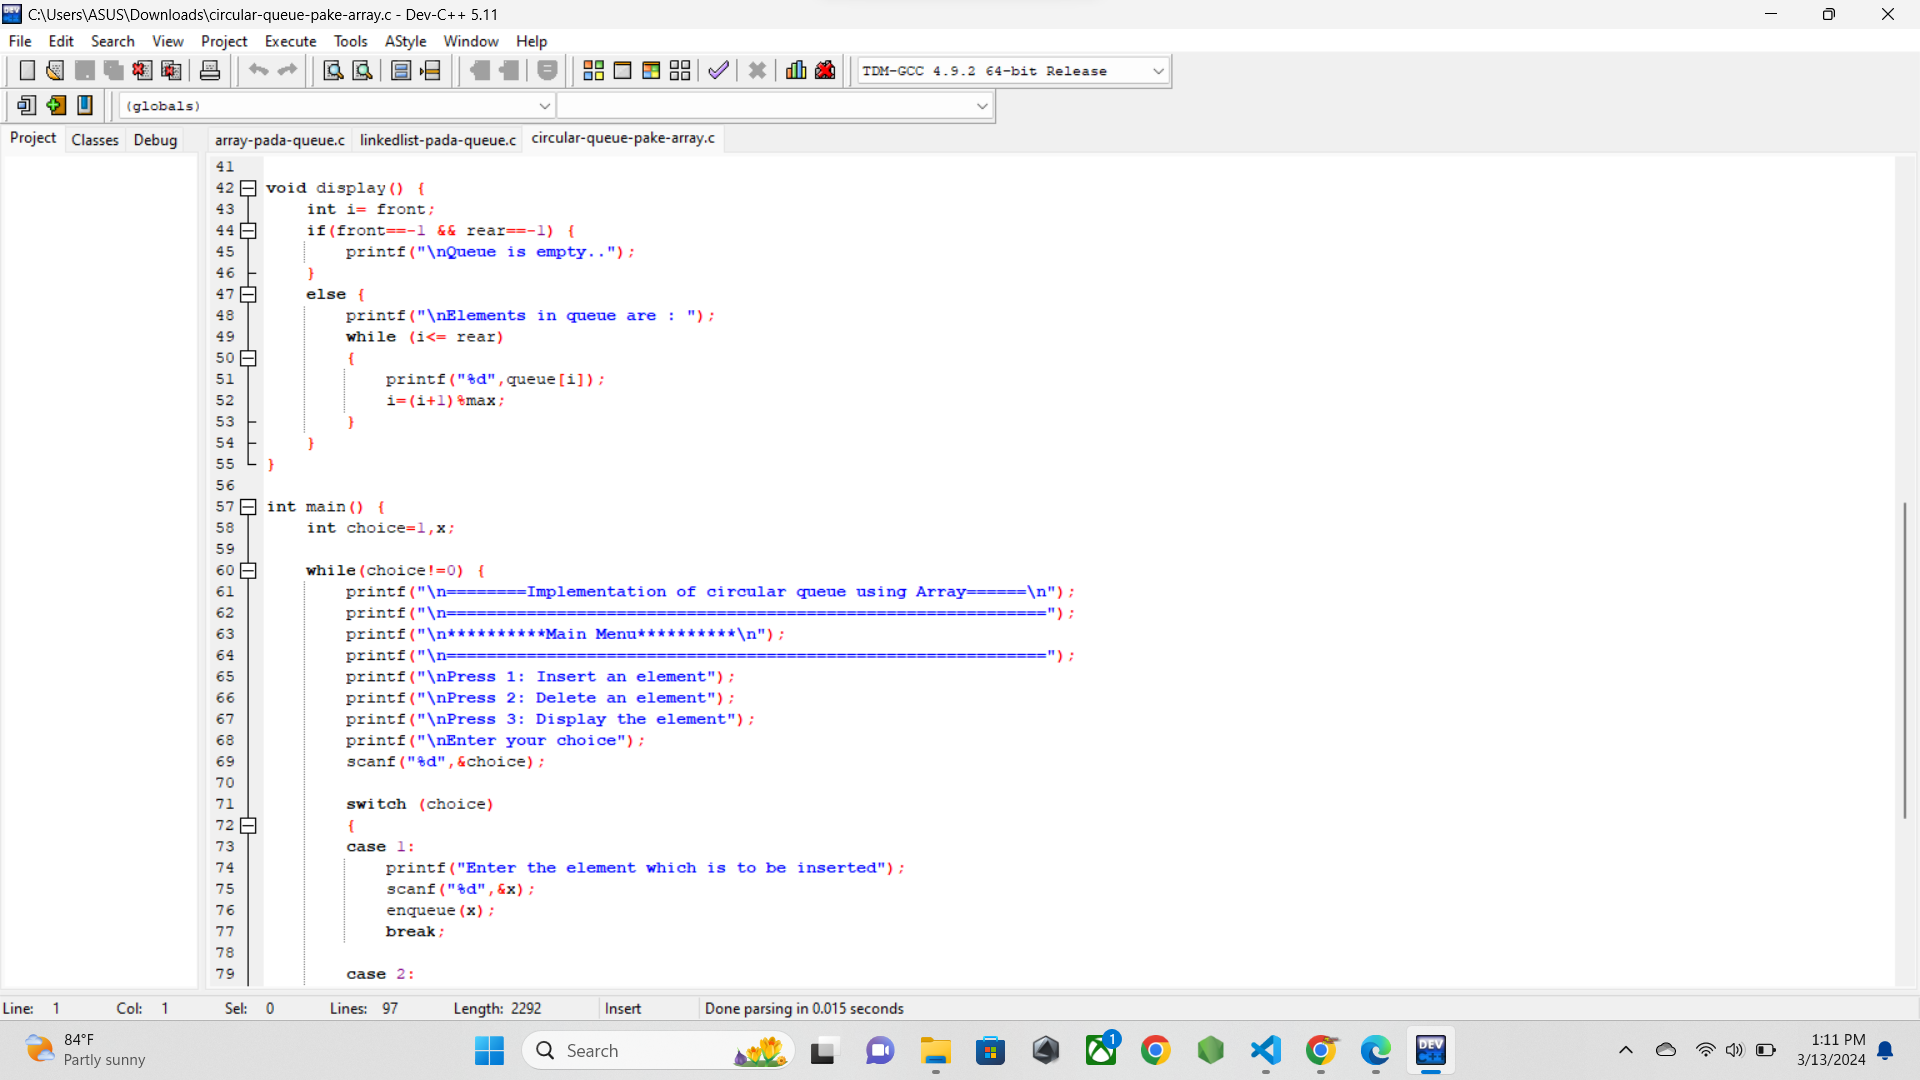 C:\Users\ASUS\Downloads\circular-queue-pake-array.c - Dev-C++ 5.11
File Edit Search View Project Execute Tools AStyle Window Help
TDM-GCC 4.9.2 64-bit Release
(globals)
Project Classes Debug array-pada-queue.c linkedlist-pada-queue.c circular-queue-pake-array.c
41
42 void display() {
43 int i= front;
44 if(front==-1 && rear==-1) {
45 printf("\nQueue is empty..");
46 }
47 else {
48 printf("\nElements in queue are : ");
49 while (i<= rear)
50 {
51 printf("%d",queue[i]);
52 i=(i+1)%max;
53 }
54 }
55 }
56
57 int main() {
58 int choice=1,x;
59
60 while(choice!=0) {
61 printf("\n========Implementation of circular queue using Array======\n");
62 printf("\n============================================================");
63 printf("\n**********Main Menu**********\n");
64 printf("\n============================================================");
65 printf("\nPress 1: Insert an element");
66 printf("\nPress 2: Delete an element");
67 printf("\nPress 3: Display the element");
68 printf("\nEnter your choice");
69 scanf("%d",&choice);
70
71 switch (choice)
72 {
73 case 1:
74 printf("Enter the element which is to be inserted");
75 scanf("%d",&x);
76 enqueue(x);
77 break;
78
79 case 2:
Line: 1 Col: 1 Sel: 0 Lines: 97 Length: 2292 Insert Done parsing in 0.015 seconds
84°F
Partly sunny
Search
1
DEV
C++
1:11 PM
3/13/2024